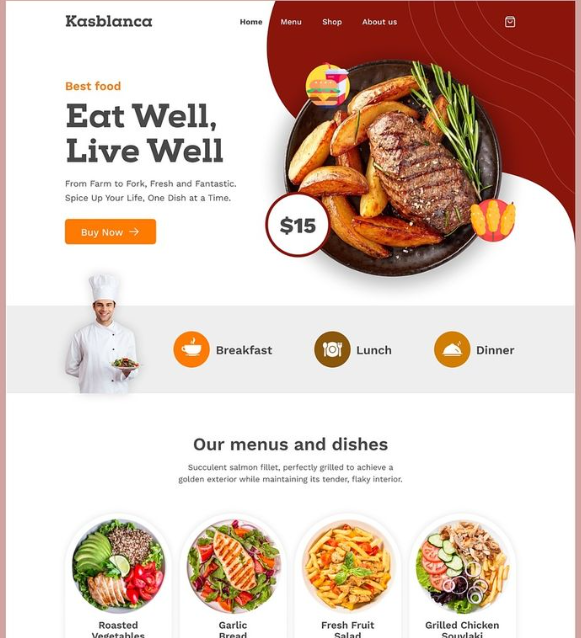 Kasblanca
Home Menu Shop About us
Best food
Eat Well,
Live Well
From Farm to Fork, Fresh and Fantastic.
Spice Up Your Life, One Dish at a Time.
Buy Now →
$15
Breakfast
Lunch
Dinner
Our menus and dishes
Succulent salmon fillet, perfectly grilled to achieve a
golden exterior while maintaining its tender, flaky interior.
Roasted
Vegetables
Garlic
Bread
Fresh Fruit
Salad
Grilled Chicken
Souvlaki